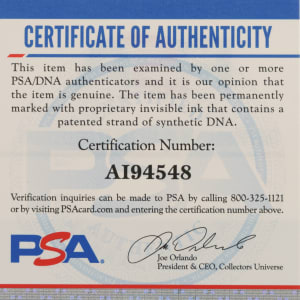 CERTIFICATE OF AUTHENTICITY
This item has been examined by one or more
PSA/DNA authenticators and it is our opinion that
the item is genuine. The item has been permanently
marked with proprietary invisible ink that contains a
patented strand of synthetic DNA.
Certification Number:
AI94548
Verification inquiries can be made to PSA by calling 800-325-1121
or by visiting PSAcard.com and entering the certification number above.
PSA
Joe Orlando
President & CEO, Collectors Universe